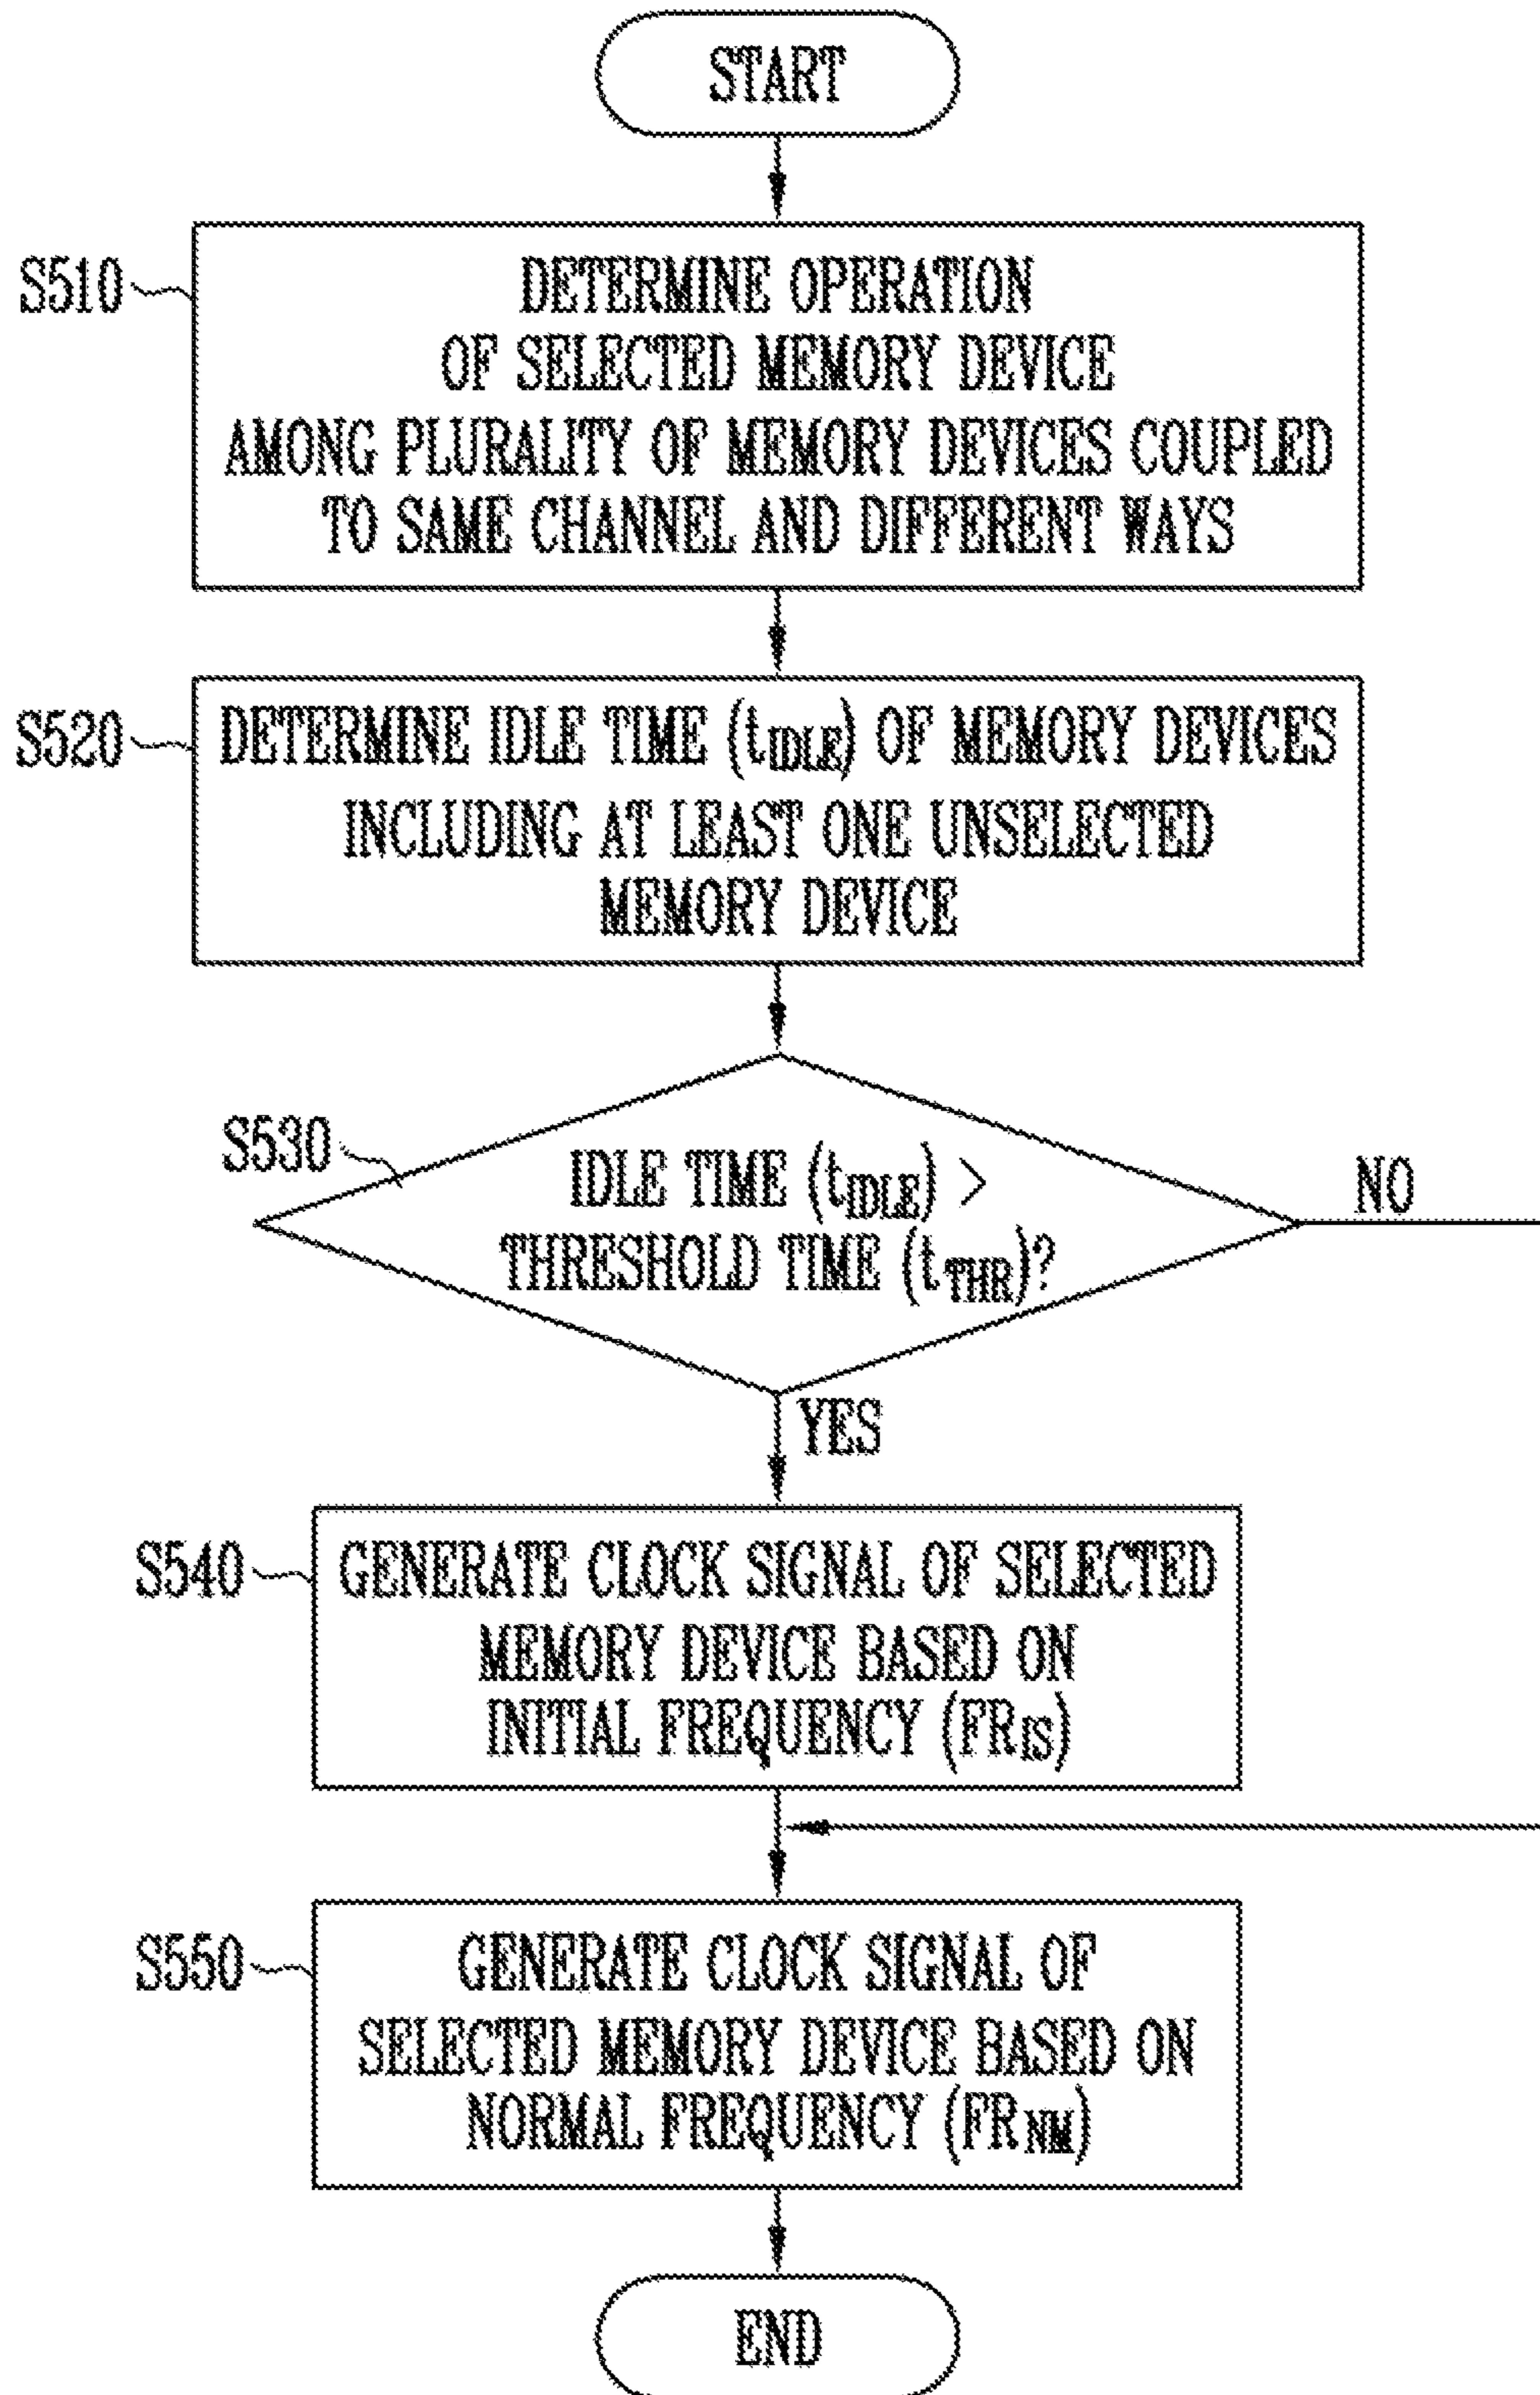 START
S510
DETERMINE OPERATION
OF SELECTED MEMORY DEVICE
AMONG PLURALITY OF MEMORY DEVICES COUPLED
TO SAME CHANNEL AND DIFFERENT WAYS
S520
DETERMINE IDLE TIME (tIDLE) OF MEMORY DEVICES
INCLUDING AT LEAST ONE UNSELECTED
MEMORY DEVICE
S530
IDLE TIME (tIDLE) >
THRESHOLD TIME (tTHR)?
NO
YES
S540
GENERATE CLOCK SIGNAL OF SELECTED
MEMORY DEVICE BASED ON
INITIAL FREQUENCY (FRIS)
S550
GENERATE CLOCK SIGNAL OF
SELECTED MEMORY DEVICE BASED ON
NORMAL FREQUENCY (FRNM)
END